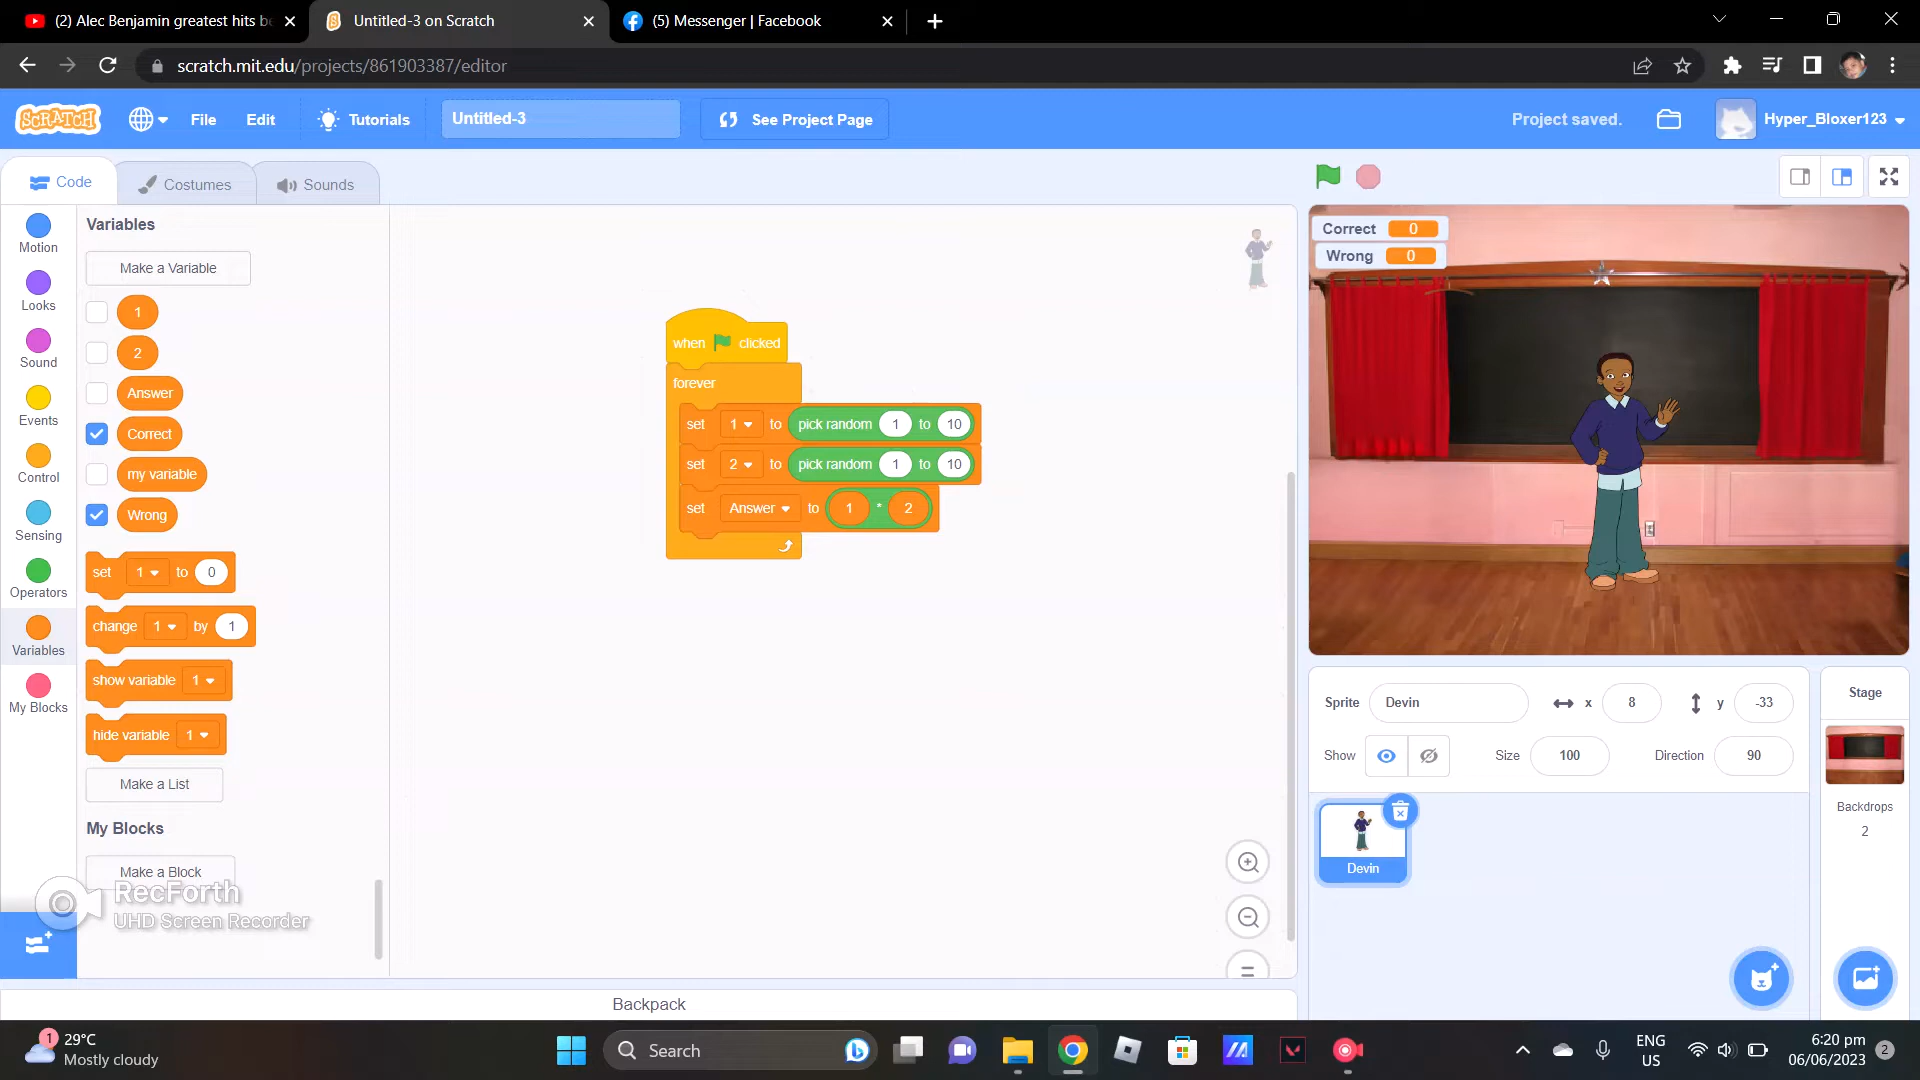 (2) Alec Benjamin greatest hits be
Untitled-3 on Scratch
(5) Messenger | Facebook
scratch.mit.edu/projects/861903387/editor
SCRATCH
File
Edit
Tutorials
Untitled-3
See Project Page
Project saved.
Hyper_Bloxer123
Code
Costumes
Sounds
Motion
Looks
Sound
Events
Control
Sensing
Operators
Variables
My Blocks
Variables
Make a Variable
1
2
Answer
Correct
my variable
Wrong
set 1 to 0
change 1 by 1
show variable 1
hide variable 1
Make a List
My Blocks
Make a Block
RecForth
UHD Screen Recorder
when clicked
forever
set 1 to pick random 1 to 10
set 2 to pick random 1 to 10
set Answer to 1 * 2
Correct 0
Wrong 0
Sprite Devin x 8 y -33
Show Size 100 Direction 90
Devin
Stage
Backdrops
2
Backpack
1
29°C
Mostly cloudy
Search
ENG
US
6:20 pm
06/06/2023
2